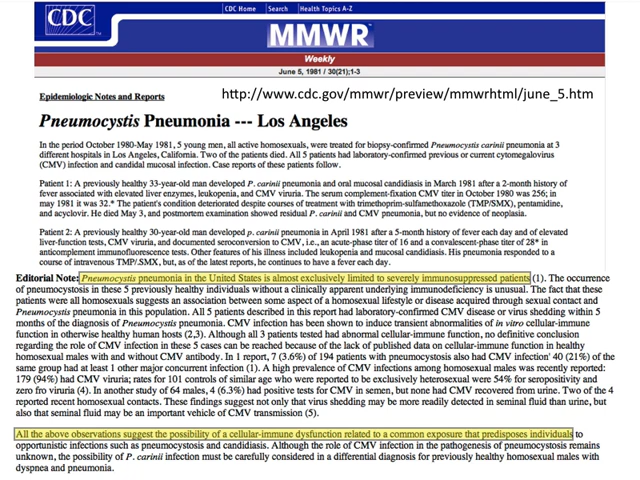 CDC
CDC Home Search Health Topics A-Z
MMWR
Weekly
June 5, 1981 / 30(21);1-3
Epidemiologic Notes and Reports
http://www.cdc.gov/mmwr/preview/mmwrhtml/june_5.htm
Pneumocystis Pneumonia --- Los Angeles
In the period October 1980-May 1981, 5 young men, all active homosexuals, were treated for biopsy-confirmed Pneumocystis carinii pneumonia at 3
different hospitals in Los Angeles, California. Two of the patients died. All 5 patients had laboratory-confirmed previous or current cytomegalovirus
(CMV) infection and candidal mucosal infection. Case reports of these patients follow.
Patient 1: A previously healthy 33-year-old man developed P. carinii pneumonia and oral mucosal candidiasis in March 1981 after a 2-month history of
fever associated with elevated liver enzymes, leukopenia, and CMV viruria. The serum complement-fixation CMV titer in October 1980 was 256; in
may 1981 it was 32.* The patient's condition deteriorated despite courses of treatment with trimethoprim-sulfamethoxazole (TMP/SMX), pentamidine,
and acyclovir. He died May 3, and postmortem examination showed residual P. carinii and CMV pneumonia, but no evidence of neoplasia.
Patient 2: A previously healthy 30-year-old man developed p. carinii pneumonia in April 1981 after a 5-month history of fever each day and of elevated
liver-function tests, CMV viruria, and documented seroconversion to CMV, i.e., an acute-phase titer of 16 and a convalescent-phase titer of 28* in
anticomplement immunofluorescence tests. Other features of his illness included leukopenia and mucosal candidiasis. His pneumonia responded to a
course of intravenous TMP/.SMX, but, as of the latest reports, he continues to have a fever each day.
Editorial Note: Pneumocystis pneumonia in the United States is almost exclusively limited to severely immunosuppressed patients (1). The occurrence
of pneumocystosis in these 5 previously healthy individuals without a clinically apparent underlying immunodeficiency is unusual. The fact that these
patients were all homosexuals suggests an association between some aspect of a homosexual lifestyle or disease acquired through sexual contact and
Pneumocystis pneumonia in this population. All 5 patients described in this report had laboratory-confirmed CMV disease or virus shedding within 5
months of the diagnosis of Pneumocystis pneumonia. CMV infection has been shown to induce transient abnormalities of in vitro cellular-immune
function in otherwise healthy human hosts (2,3). Although all 3 patients tested had abnormal cellular-immune function, no definitive conclusion
regarding the role of CMV infection in these 5 cases can be reached because of the lack of published data on cellular-immune function in healthy
homosexual males with and without CMV antibody. In 1 report, 7 (3.6%) of 194 patients with pneumocystosis also had CMV infection' 40 (21%) of the
same group had at least 1 other major concurrent infection (1). A high prevalence of CMV infections among homosexual males was recently reported:
179 (94%) had CMV viruria; rates for 101 controls of similar age who were reported to be exclusively heterosexual were 54% for seropositivity and
zero fro viruria (4). In another study of 64 males, 4 (6.3%) had positive tests for CMV in semen, but none had CMV recovered from urine. Two of the 4
reported recent homosexual contacts. These findings suggest not only that virus shedding may be more readily detected in seminal fluid than urine, but
also that seminal fluid may be an important vehicle of CMV transmission (5).
All the above observations suggest the possibility of a cellular-immune dysfunction related to a common exposure that predisposes individuals to
opportunistic infections such as pneumocystosis and candidiasis. Although the role of CMV infection in the pathogenesis of pneumocystosis remains
unknown, the possibility of P. carinii infection must be carefully considered in a differential diagnosis for previously healthy homosexual males with
dyspnea and pneumonia.